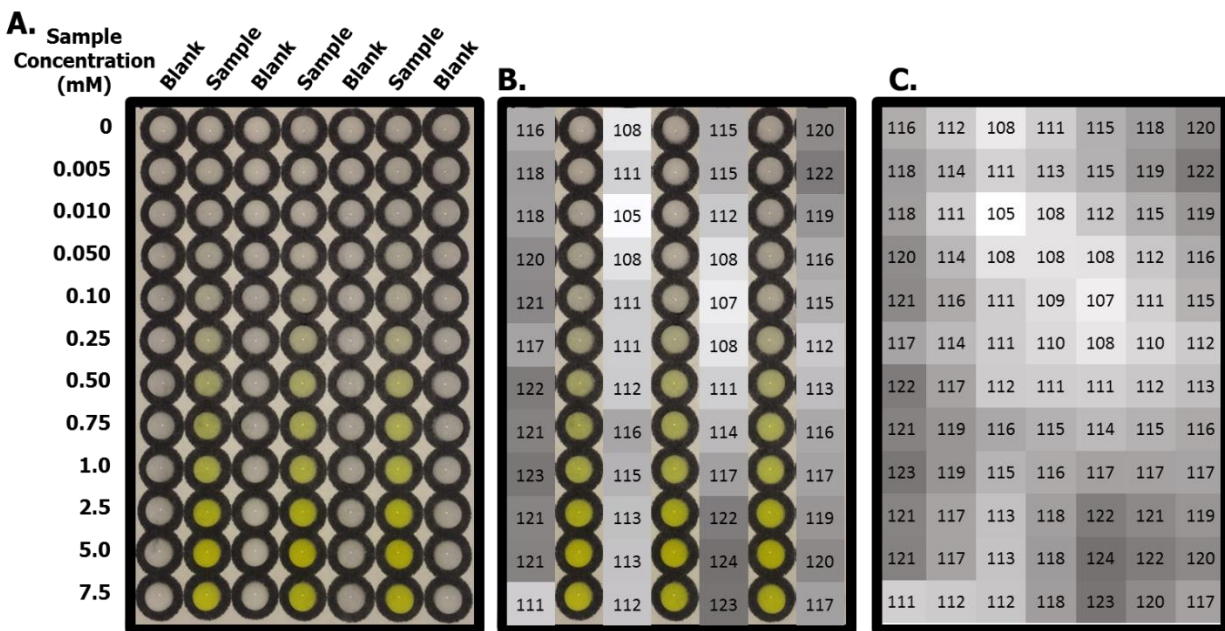 A.
Sample
Concentration
(mM)
Blank Sample Blank Sample Blank Sample Blank
B.
C.
0
0.005
0.010
0.050
0.10
0.25
0.50
0.75
1.0
2.5
5.0
7.5
116 108 115 120
118 111 115 122
118 105 112 119
120 108 108 116
121 111 107 115
117 111 108 112
122 112 111 113
121 116 114 116
123 115 117 117
121 113 122 119
121 113 124 120
111 112 123 117
116 112 108 111 115 118 120
118 114 111 113 115 119 122
118 111 105 108 112 115 119
120 114 108 108 108 112 116
121 116 111 109 107 111 115
117 114 111 110 108 110 112
122 117 112 111 111 112 113
121 119 116 115 114 115 116
123 119 115 116 117 117 117
121 117 113 118 122 121 119
121 117 113 118 124 122 120
111 112 112 118 123 120 117